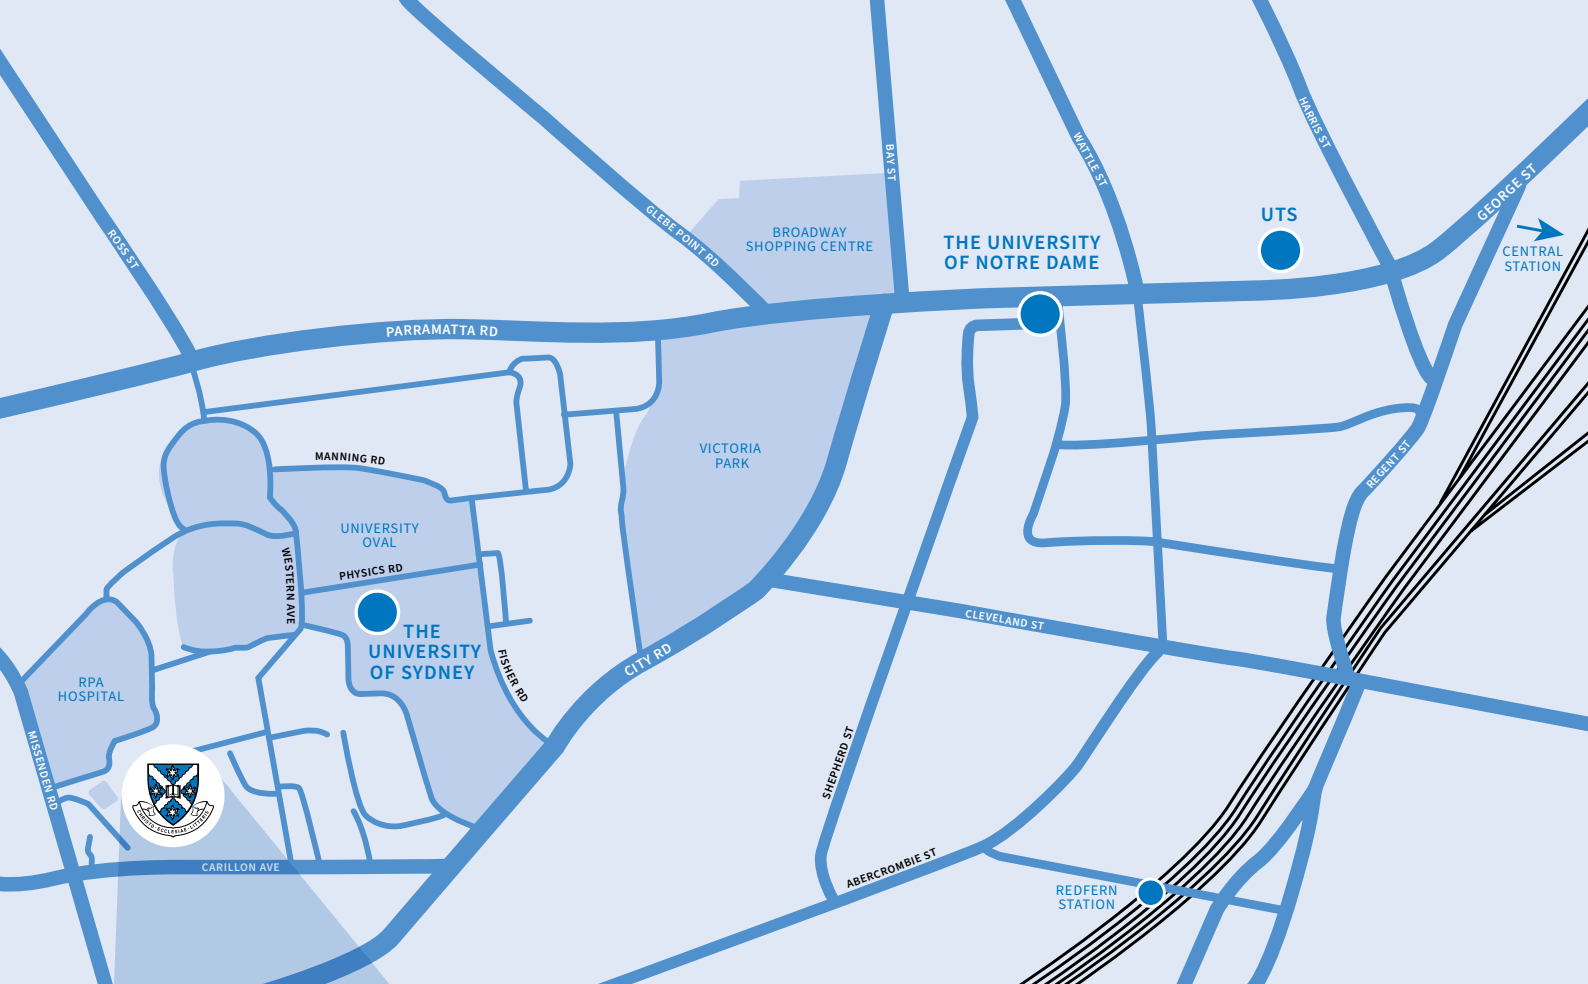 ROSS ST
GLEBE POINT RD
BAY ST
WATTLE ST
HARRIS ST
GEORGE ST
BROADWAY
SHOPPING CENTRE
THE UNIVERSITY
OF NOTRE DAME
UTS
CENTRAL
STATION
PARRAMATTA RD
MANNING RD
VICTORIA
PARK
REGENT ST
UNIVERSITY
OVAL
WESTERN AVE
PHYSICS RD
THE
UNIVERSITY
OF SYDNEY
CLEVELAND ST
CITY RD
FISHER RD
RPA
HOSPITAL
MISSENDEN RD
CHRISTO·ECCLESIAE·LITTERIS
SHEPHERD ST
CARILLON AVE
ABERCROMBIE ST
REDFERN
STATION